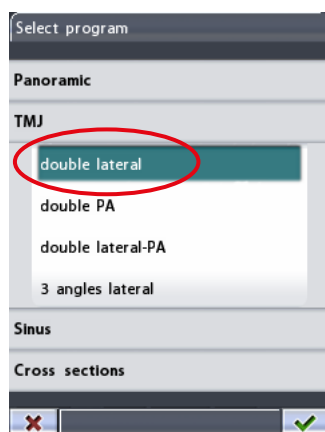 Select program
Panoramic
TMJ
double lateral
double PA
double lateral-PA
3 angles lateral
Sinus
Cross sections